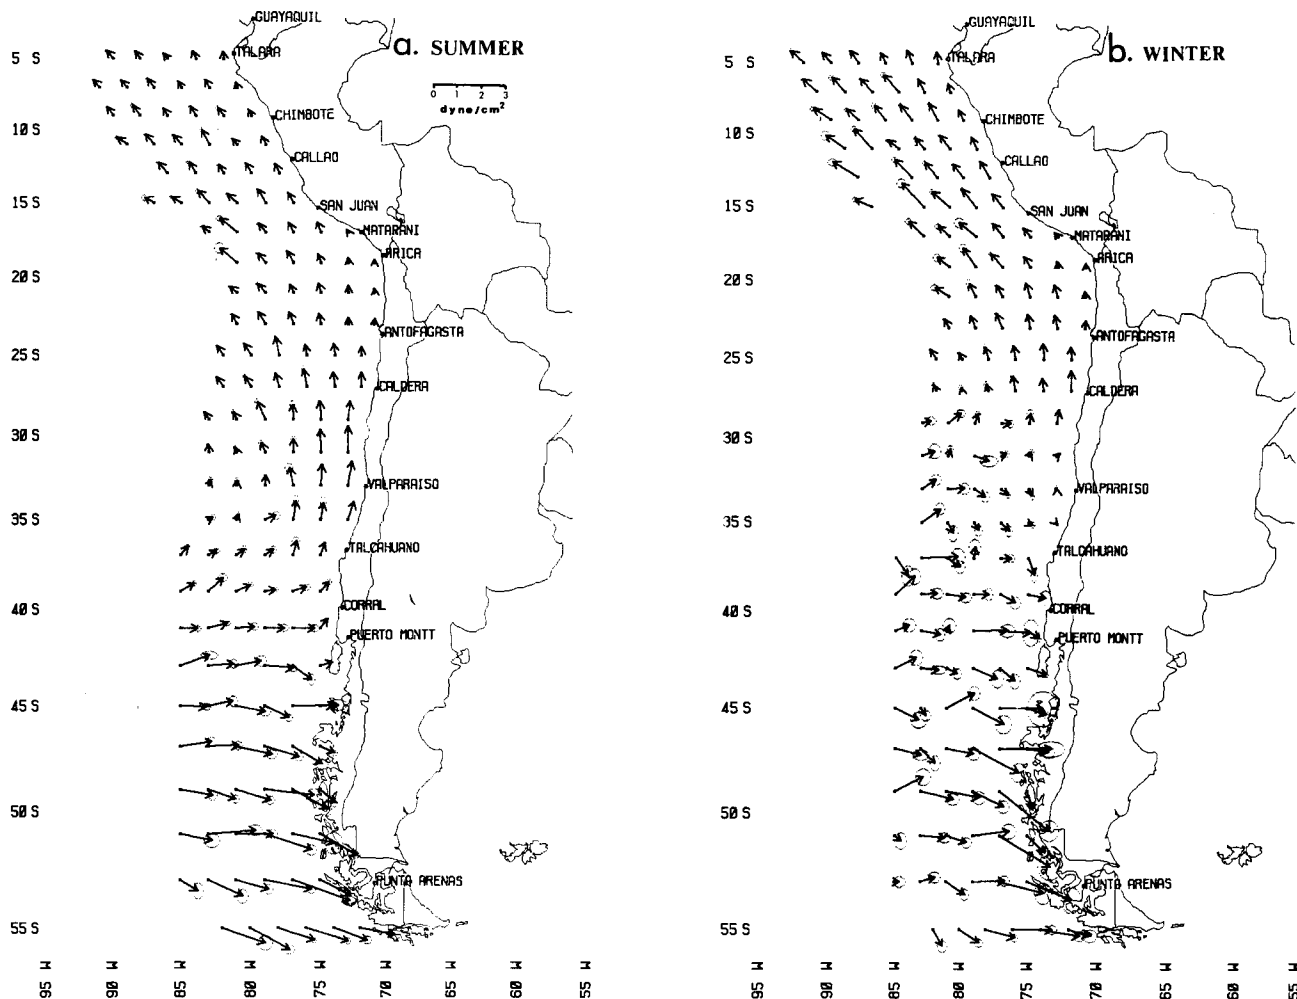 a. SUMMER
GUAYAQUIL
TALARA
0 1 2 3
dyne/cm²
CHIMBOTE
CALLAO
SAN JUAN
MATARANI
ARICA
ANTOFAGASTA
CALDERA
VALPARAISO
TALCAHUANO
CORRAL
PUERTO MONTT
PUNTA ARENAS
5 S
10 S
15 S
20 S
25 S
30 S
35 S
40 S
45 S
50 S
55 S
95 W
90 W
85 W
80 W
75 W
70 W
65 W
60 W
55 W
b. WINTER
GUAYAQUIL
TALARA
CHIMBOTE
CALLAO
SAN JUAN
MATARANI
ARICA
ANTOFAGASTA
CALDERA
VALPARAISO
TALCAHUANO
CORRAL
PUERTO MONTT
PUNTA ARENAS
5 S
10 S
15 S
20 S
25 S
30 S
35 S
40 S
45 S
50 S
55 S
95 W
90 W
85 W
80 W
75 W
70 W
65 W
60 W
55 W